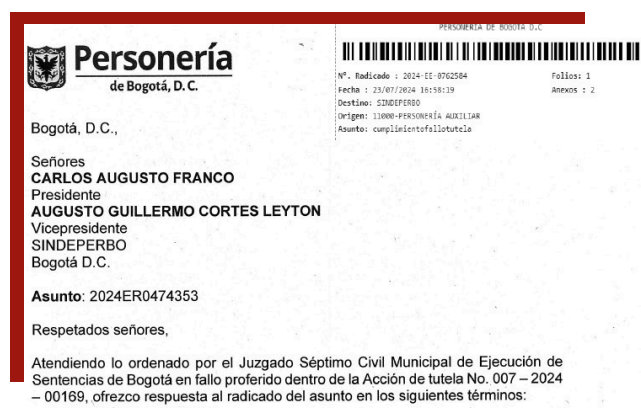 PERSONERIA DE BOGOTA D.C
Personería
de Bogotá, D. C.
Nº. Radicado : 2024-EE-0762584
Folios: 1
Fecha : 23/07/2024 16:58:19
Anexos : 2
Destino: SINDEPERBO
Origen: 11000-PERSONERÍA AUXILIAR
Asunto: cumplimientofallotutela
Bogotá, D.C.,
Señores
CARLOS AUGUSTO FRANCO
Presidente
AUGUSTO GUILLERMO CORTES LEYTON
Vicepresidente
SINDEPERBO
Bogotá D.C.
Asunto: 2024ER0474353
Respetados señores,
Atendiendo lo ordenado por el Juzgado Séptimo Civil Municipal de Ejecución de
Sentencias de Bogotá en fallo proferido dentro de la Acción de tutela No. 007 – 2024
– 00169, ofrezco respuesta al radicado del asunto en los siguientes términos: